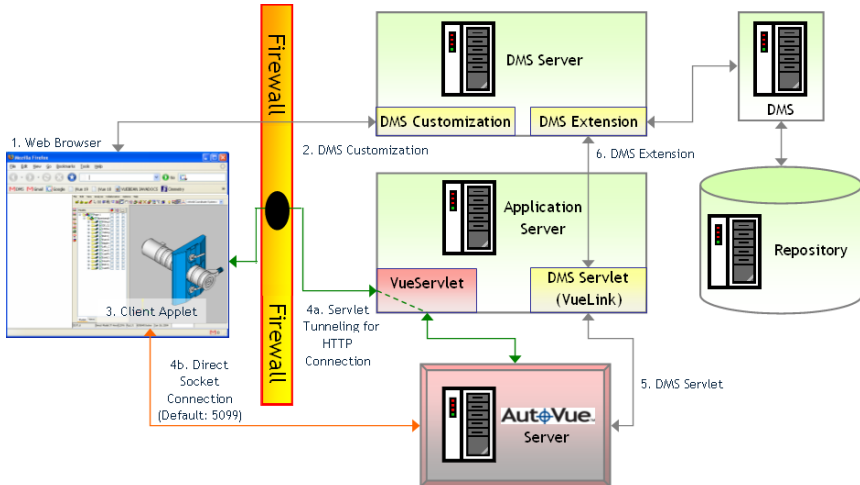 Firewall
DMS Server
DMS Customization
DMS Extension
DMS
1. Web Browser
2. DMS Customization
6. DMS Extension
Mozilla Firefox
Application
Server
Repository
VueServlet
DMS Servlet
(VueLink)
3. Client Applet
Firewall
4a. Servlet
Tunneling for
HTTP
Connection
4b. Direct
Socket
Connection
(Default: 5099)
5. DMS Servlet
AutoVue
Server